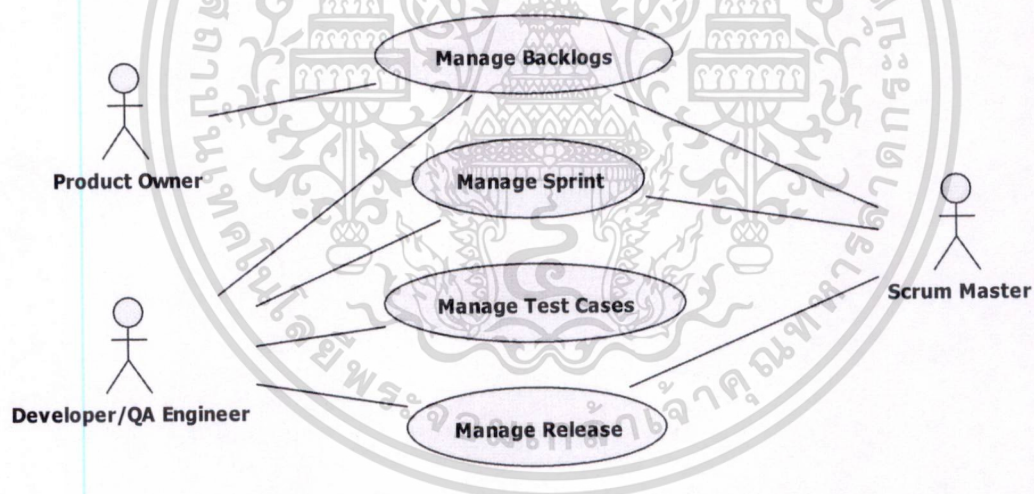 Manage Backlogs
Product Owner
Manage Sprint
Scrum Master
Manage Test Cases
Developer/QA Engineer
Manage Release